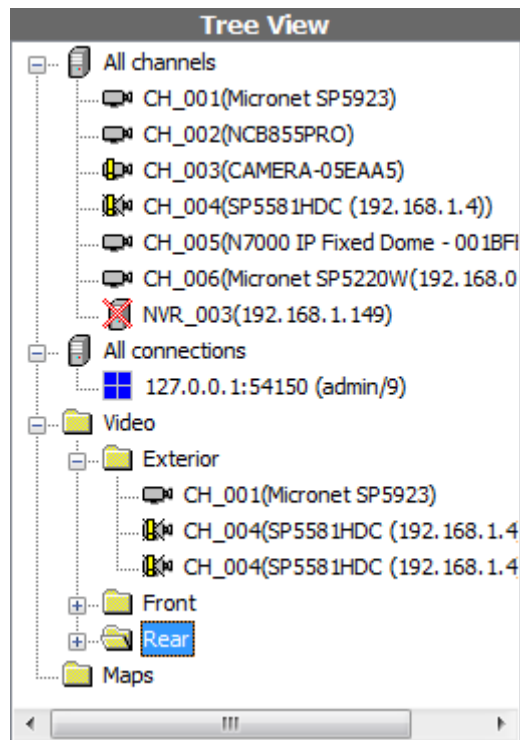 Tree View
All channels
CH_001(Micronet SP5923)
CH_002(NCB855PRO)
CH_003(CAMERA-05EAA5)
CH_004(SP5581HDC (192.168.1.4))
CH_005(N7000 IP Fixed Dome - 001BFI
CH_006(Micronet SP5220W(192.168.0
NVR_003(192.168.1.149)
All connections
127.0.0.1:54150 (admin/9)
Video
Exterior
CH_001(Micronet SP5923)
CH_004(SP5581HDC (192.168.1.4
CH_004(SP5581HDC (192.168.1.4
Front
Rear
Maps